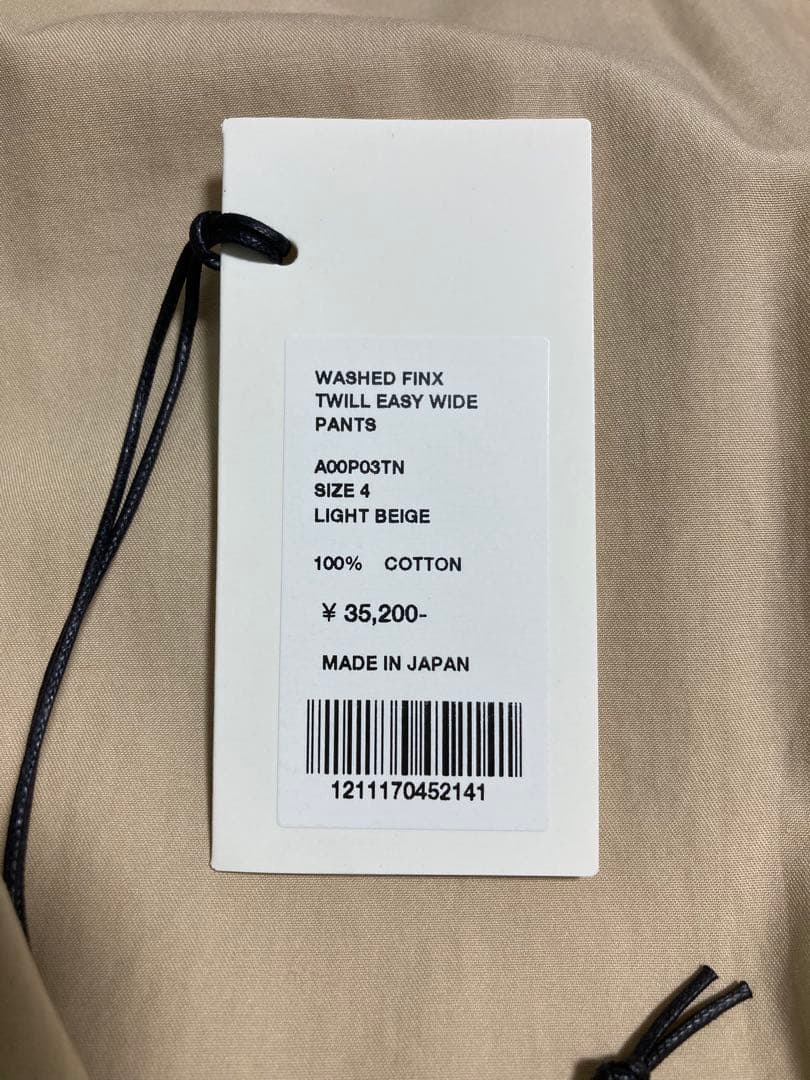 WASHED FINX
TWILL EASY WIDE
PANTS
A00P03TN
SIZE 4
LIGHT BEIGE
100% COTTON
¥ 35,200-
MADE IN JAPAN
1211170452141